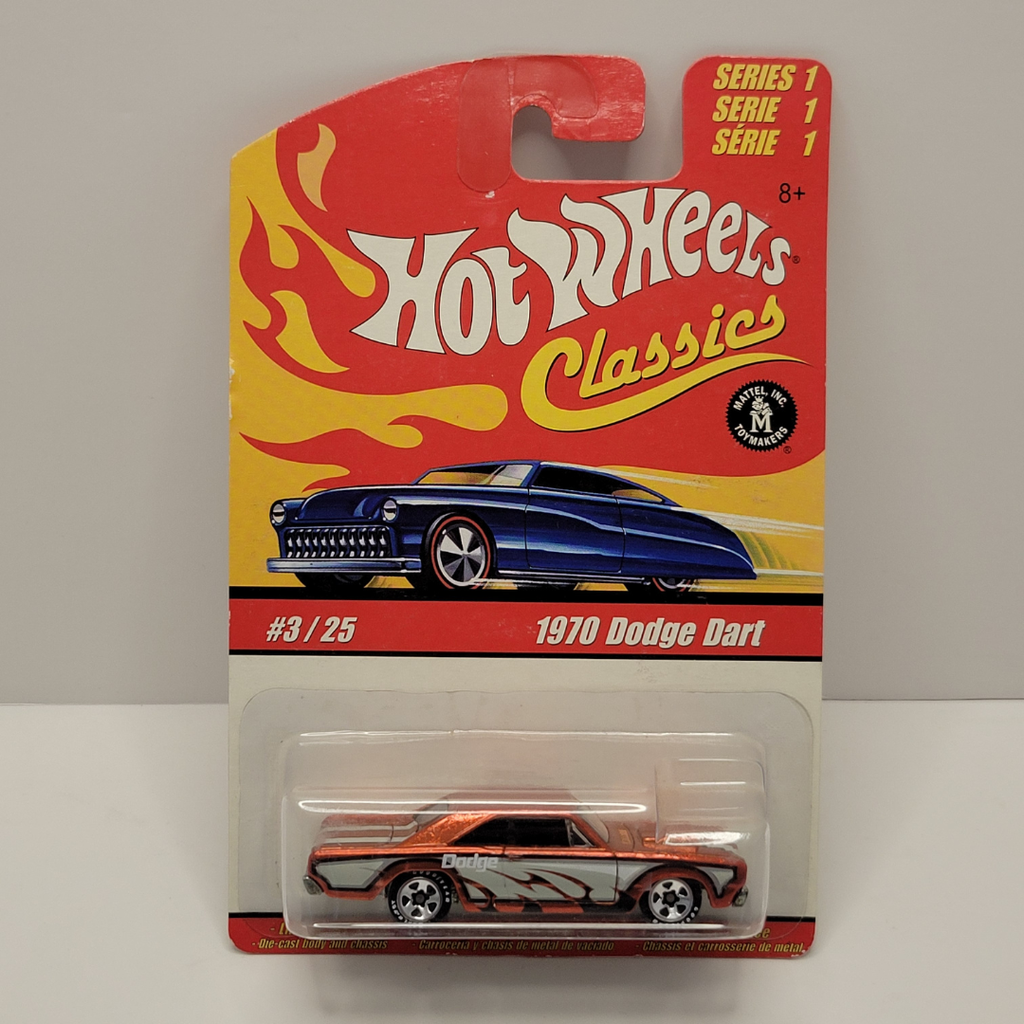 SERIES 1
SERIE 1
SÉRIE 1
8+
HOT WHEELS®
Classics
MATTEL, INC.
M
TOYMAKERS
®
#3 / 25
1970 Dodge Dart
Dodge
· Die-cast body and chassis · Carrocería y chasis de metal de vaciado · Chassis et carrosserie de métal